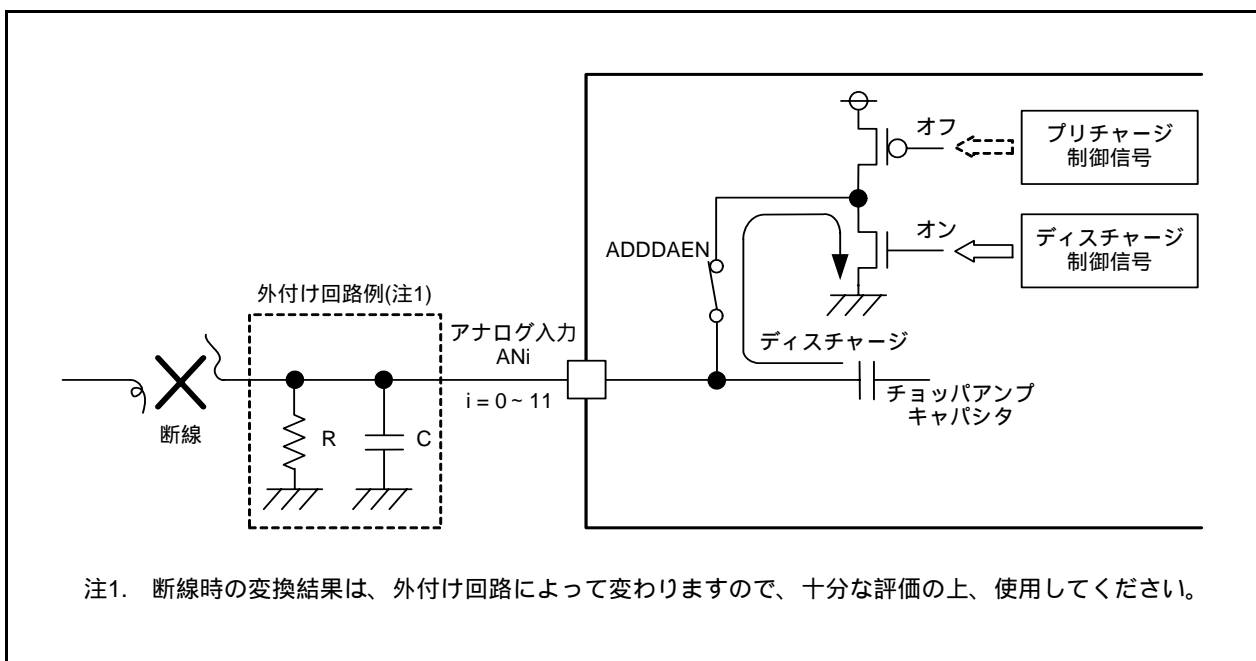 オフ
プリチャージ
制御信号
オン
ディスチャージ
制御信号
ADDDAEN
外付け回路例(注1)
アナログ入力
ANi
i = 0 ~ 11
ディスチャージ
チョッパアンプ
キャパシタ
断線
R
C
注1. 断線時の変換結果は、外付け回路によって変わりますので、十分な評価の上、使用してください。